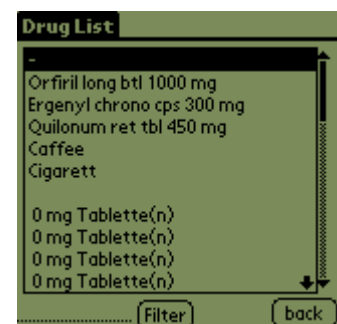 Drug List
-
Orfiril long btl 1000 mg
Ergenyl chrono cps 300 mg
Quilonum ret tbl 450 mg
Caffee
Cigarett
0 mg Tablette(n)
0 mg Tablette(n)
0 mg Tablette(n)
0 mg Tablette(n)
Filter back